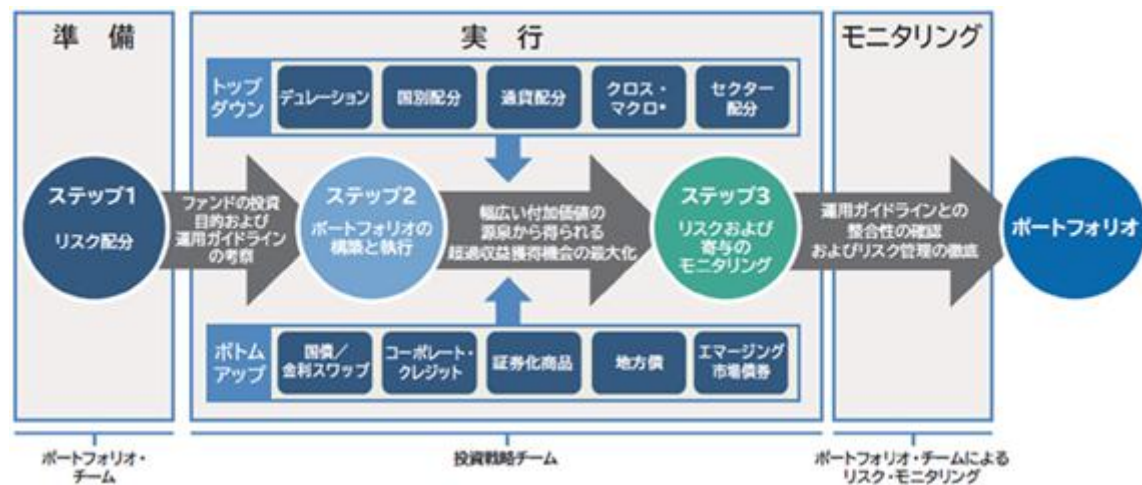 準 備
実 行
モニタリング
トップ
ダウン
デュレーション
国別配分
通貨配分
クロス・
マクロ*
セクター
配分
ステップ1
リスク配分
ファンドの投資
目的および
運用ガイドライン
の考察
ステップ2
ポートフォリオの
構築と執行
幅広い付加価値の
源泉から得られる
超過収益獲得機会の最大化
ステップ3
リスクおよび
寄与の
モニタリング
運用ガイドラインとの
整合性の確認
およびリスク管理の徹底
ポートフォリオ
ボトム
アップ
国債/
金利スワップ
コーポレート・
クレジット
証券化商品
地方債
エマージング
市場債券
ポートフォリオ・
チーム
投資戦略チーム
ポートフォリオ・チームによる
リスク・モニタリング